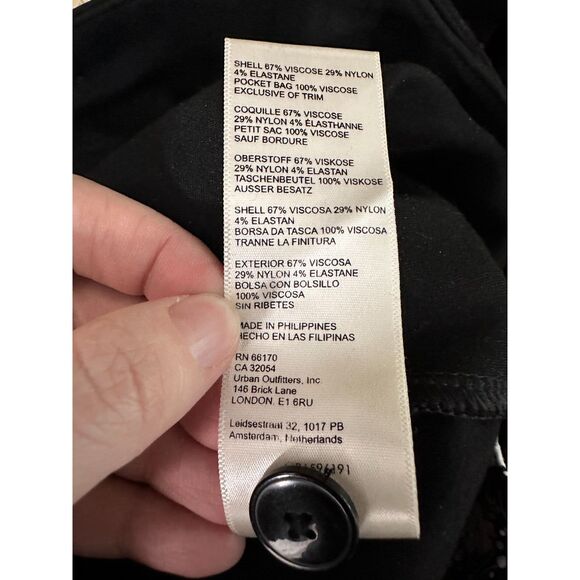 SHELL 67% VISCOSE 29% NYLON
4% ELASTANE
POCKET BAG 100% VISCOSE
EXCLUSIVE OF TRIM
COQUILLE 67% VISCOSE
29% NYLON 4% ÉLASTHANNE
PETIT SAC 100% VISCOSE
SAUF BORDURE
OBERSTOFF 67% VISKOSE
29% NYLON 4% ELASTAN
TASCHENBEUTEL 100% VISKOSE
AUSSER BESATZ
SHELL 67% VISCOSA 29% NYLON
4% ELASTAN
BORSA DA TASCA 100% VISCOSA
TRANNE LA FINITURA
EXTERIOR 67% VISCOSA
29% NYLON 4% ELASTANE
BOLSA CON BOLSILLO
100% VISCOSA
SIN RIBETES
MADE IN PHILIPPINES
HECHO EN LAS FILIPINAS
RN 66170
CA 32054
Urban Outfitters, Inc.
146 Brick Lane
LONDON, E1 6RU
Leidsestraat 32, 1017 PB
Amsterdam, Netherlands